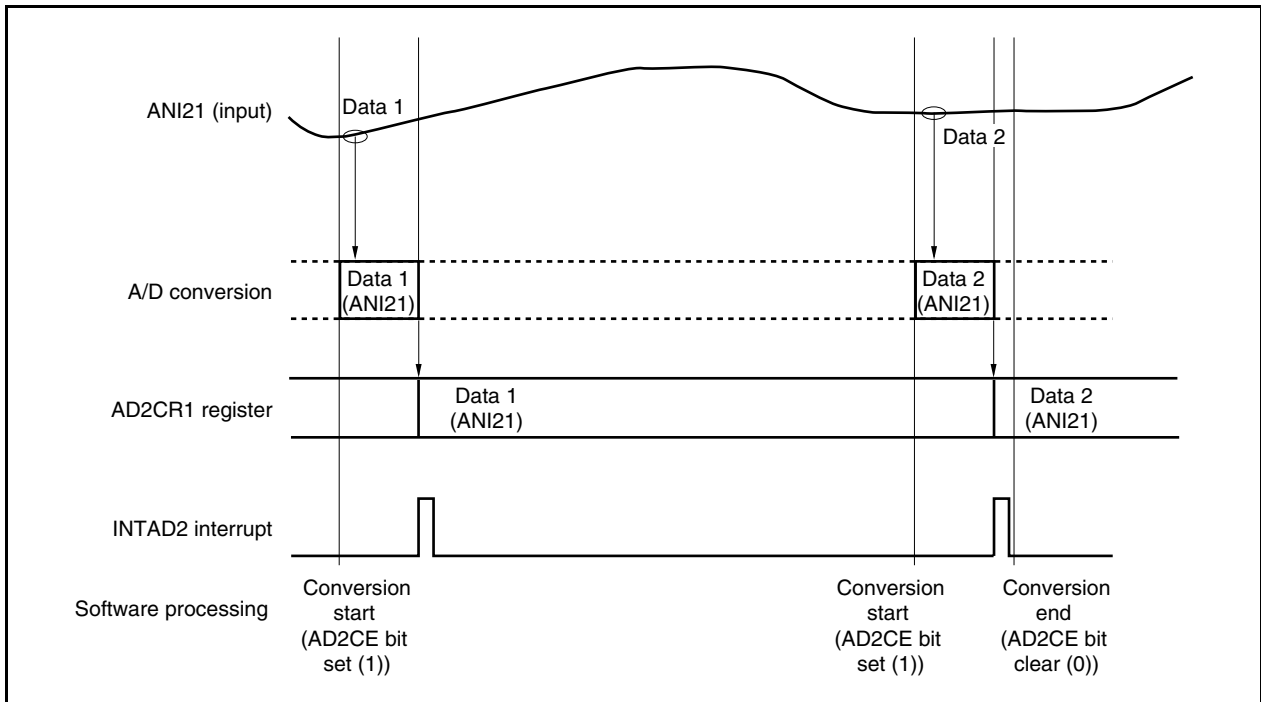 ANI21 (input)
Data 1
Data 2
A/D conversion
Data 1
(ANI21)
Data 2
(ANI21)
AD2CR1 register
Data 1
(ANI21)
Data 2
(ANI21)
INTAD2 interrupt
Software processing
Conversion
start
(AD2CE bit
set (1))
Conversion
start
(AD2CE bit
set (1))
Conversion
end
(AD2CE bit
clear (0))